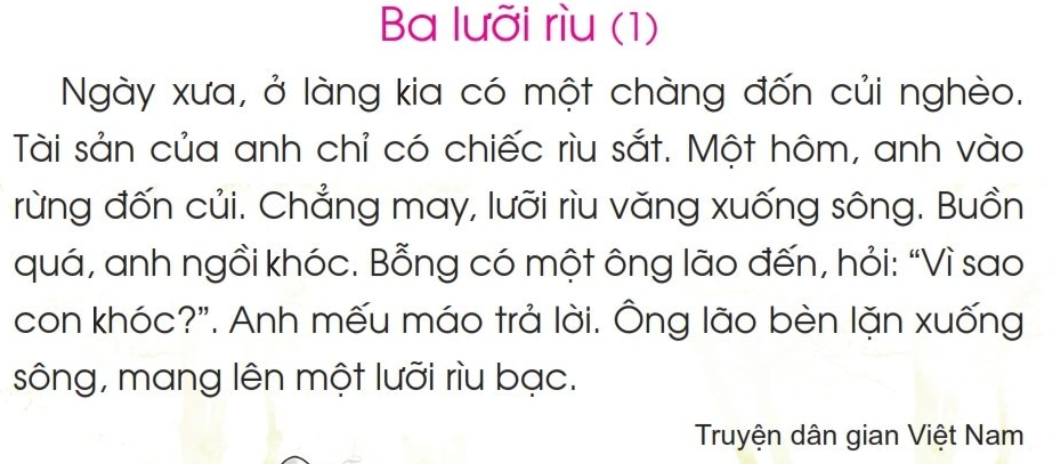 Ba lưỡi rìu (1)
Ngày xưa, ở làng kia có một chàng đốn củi nghèo.
Tài sản của anh chỉ có chiếc rìu sắt. Một hôm, anh vào
rừng đốn củi. Chẳng may, lưỡi rìu văng xuống sông. Buồn
quá, anh ngồi khóc. Bỗng có một ông lão đến, hỏi: “Vì sao
con khóc?”. Anh mếu máo trả lời. Ông lão bèn lặn xuống
sông, mang lên một lưỡi rìu bạc.
Truyện dân gian Việt Nam